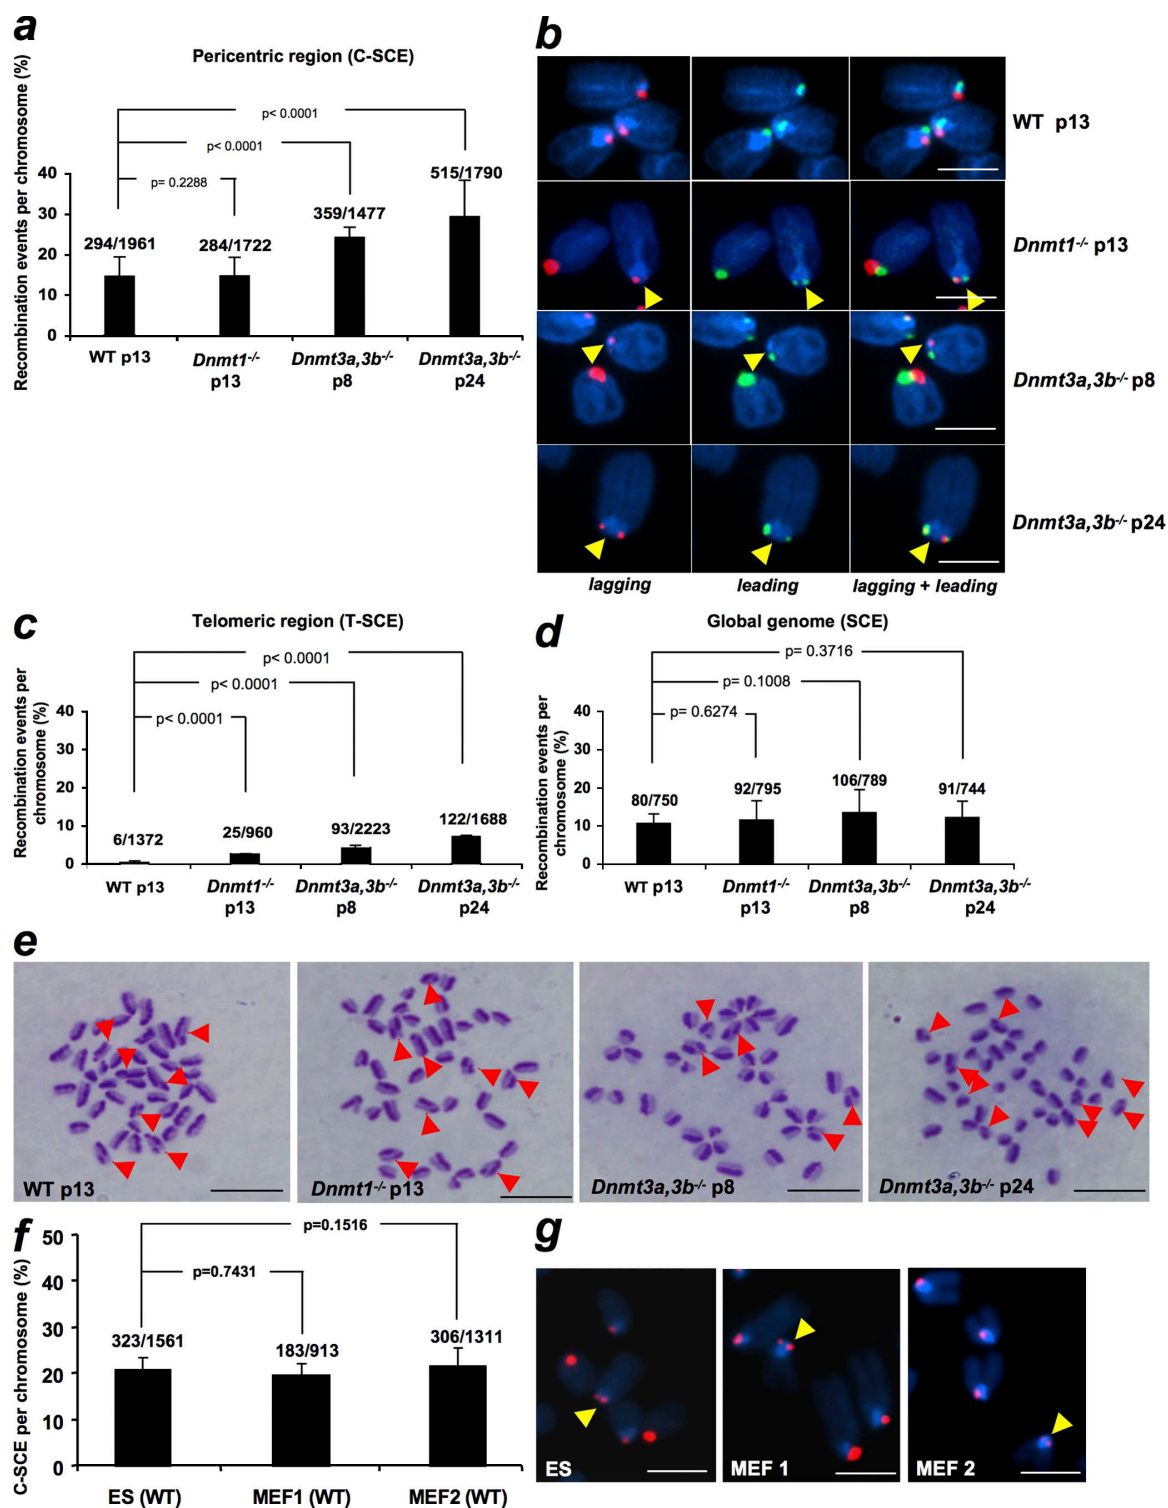 a
Pericentric region (C-SCE)
Recombination events per chromosome (%)
p< 0.0001
p< 0.0001
p= 0.2288
40
30
20
10
0
294/1961
284/1722
359/1477
515/1790
WT p13
Dnmt1-/-
p13
Dnmt3a,3b-/-
p8
Dnmt3a,3b-/-
p24
b
WT p13
Dnmt1-/- p13
Dnmt3a,3b-/- p8
Dnmt3a,3b-/- p24
lagging
leading
lagging + leading
c
Telomeric region (T-SCE)
Recombination events per
chromosome (%)
p< 0.0001
p< 0.0001
p< 0.0001
40
30
20
10
0
6/1372
25/960
93/2223
122/1688
WT p13
Dnmt1-/-
p13
Dnmt3a,3b-/-
p8
Dnmt3a,3b-/-
p24
d
Global genome (SCE)
Recombination events per
chromosome (%)
p= 0.3716
p= 0.1008
p= 0.6274
40
30
20
10
0
80/750
92/795
106/789
91/744
WT p13
Dnmt1-/-
p13
Dnmt3a,3b-/-
p8
Dnmt3a,3b-/-
p24
e
WT p13
Dnmt1-/- p13
Dnmt3a,3b-/- p8
Dnmt3a,3b-/- p24
f
C-SCE per chromosome (%)
p=0.1516
p=0.7431
50
40
30
20
10
0
323/1561
183/913
306/1311
ES (WT)
MEF1 (WT)
MEF2 (WT)
g
ES
MEF 1
MEF 2